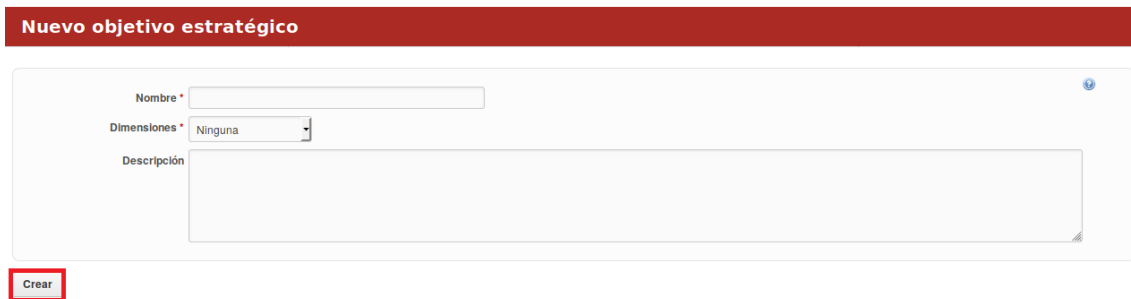 Nuevo objetivo estratégico
Nombre *
Dimensiones * Ninguna
Descripción
Crear